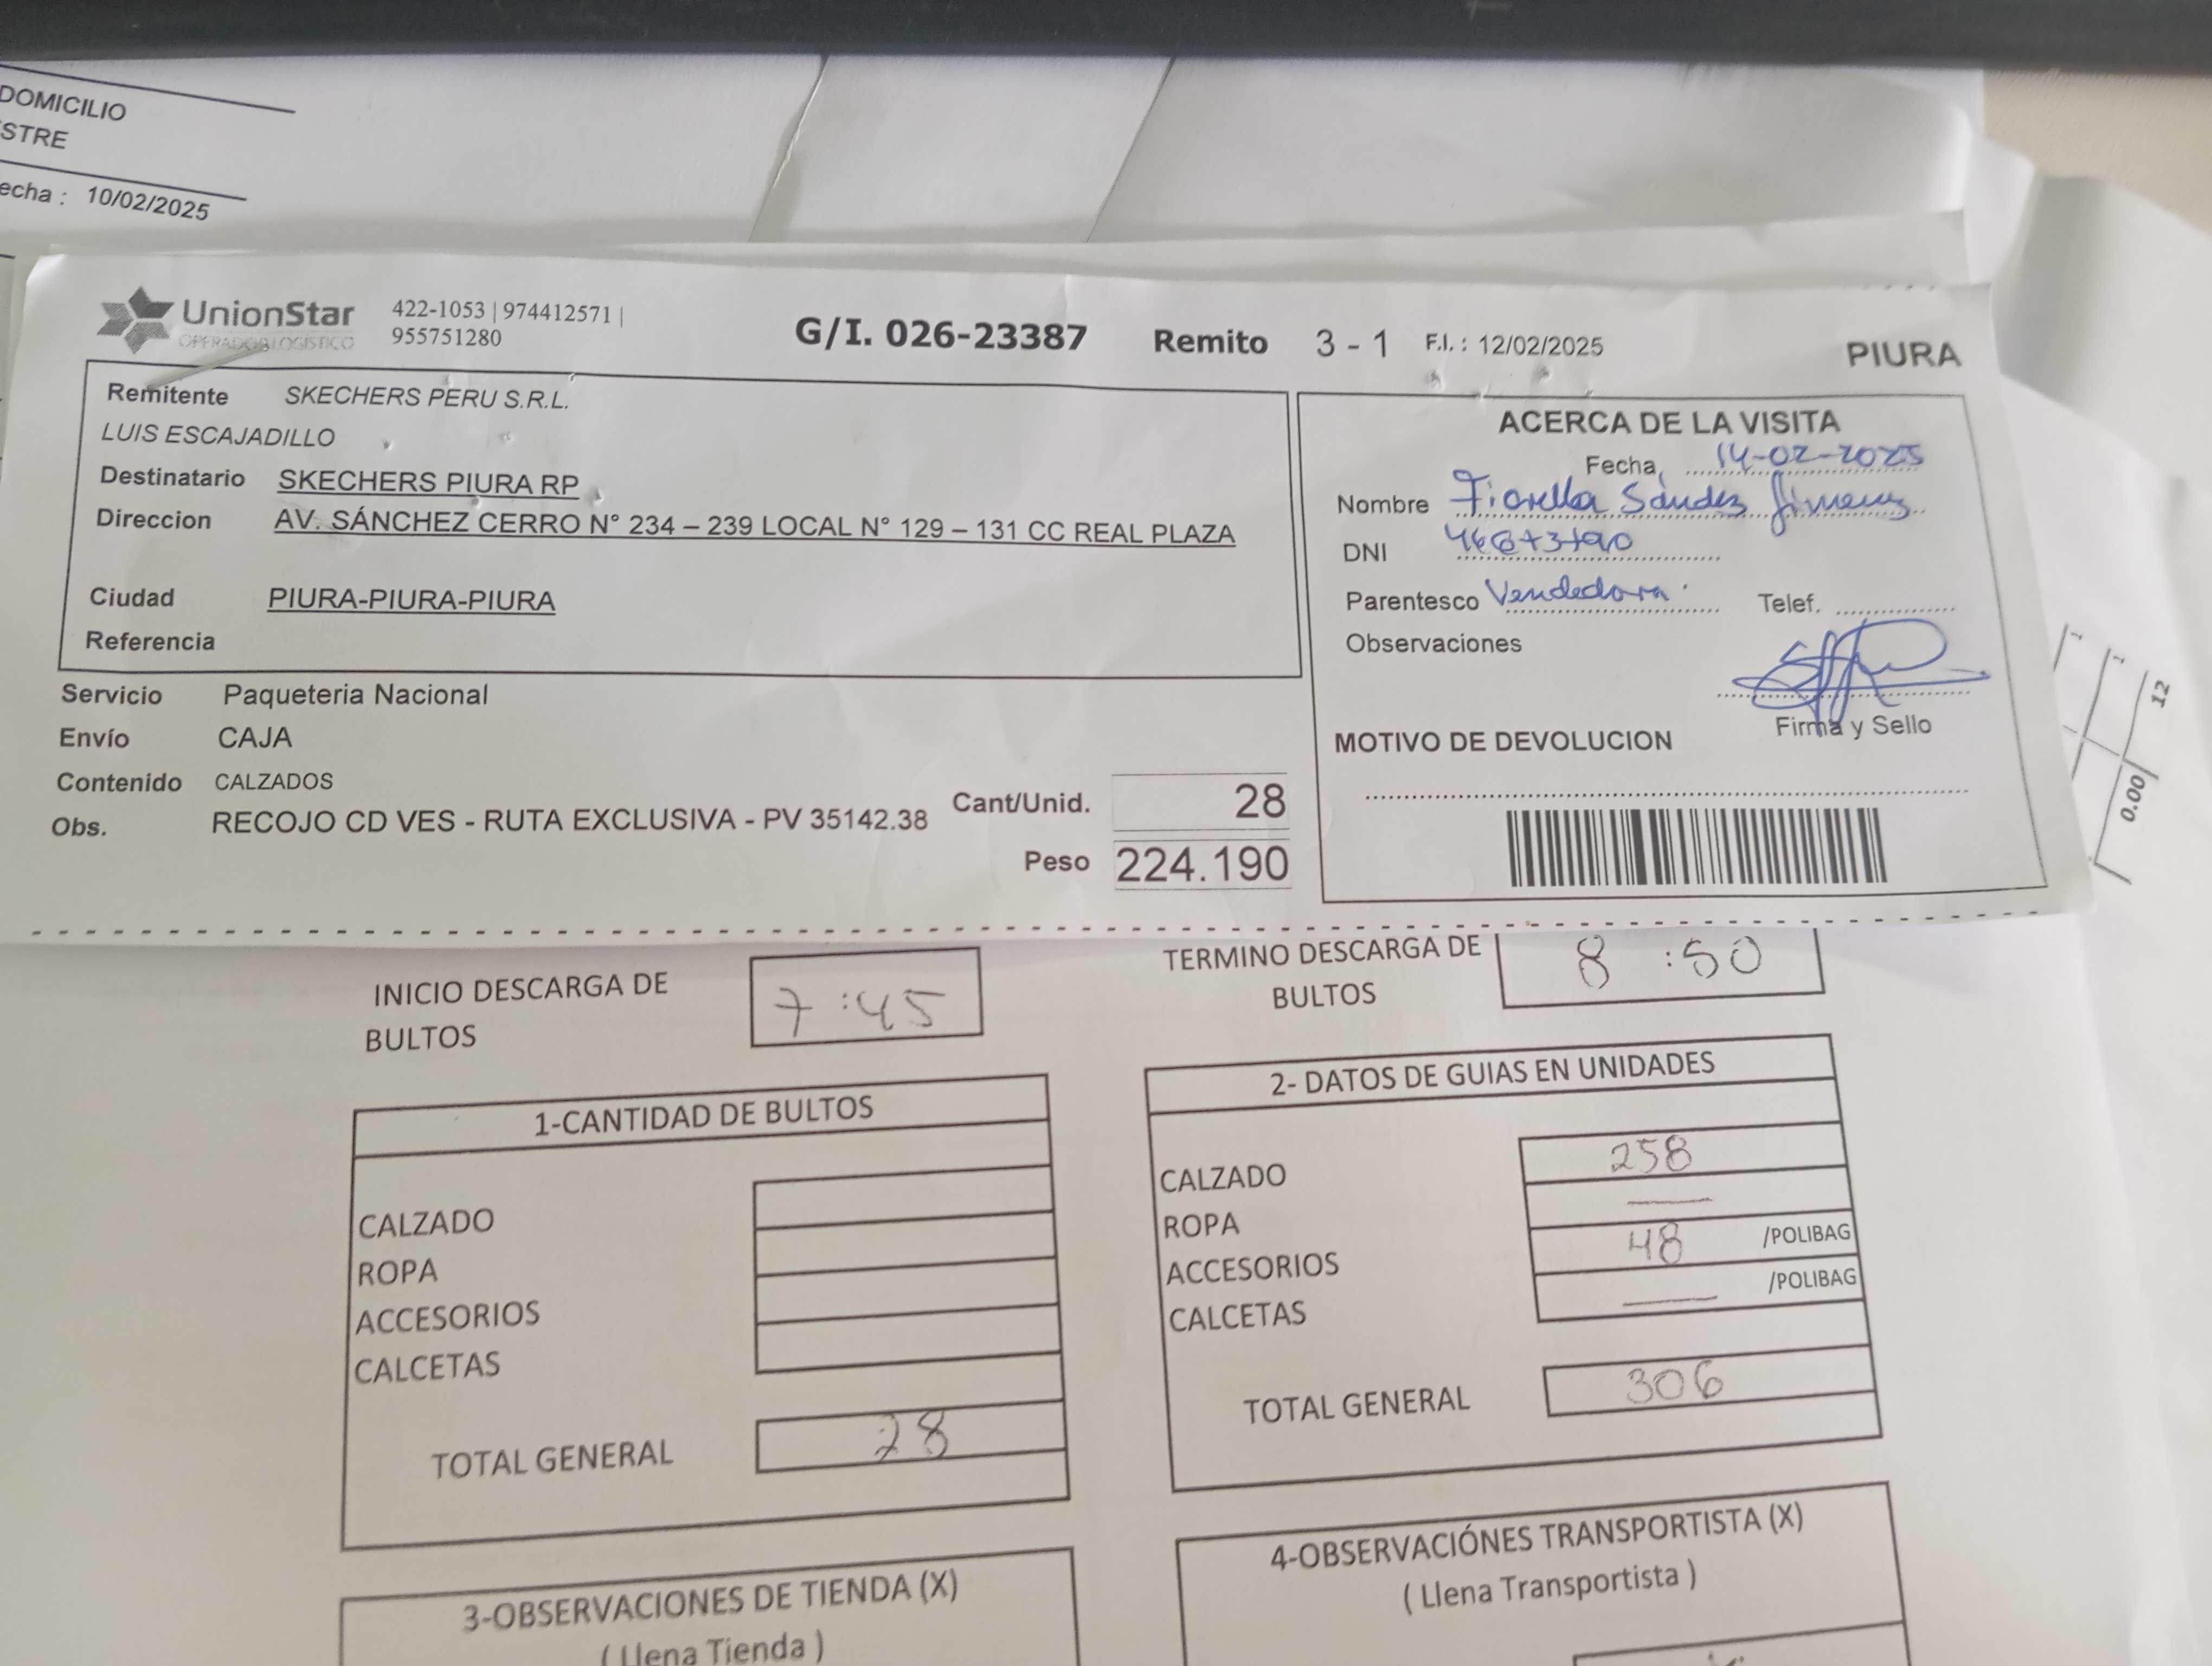 DOMICILIO
STRE
echa : 10/02/2025
UnionStar
OPERADOR LOGISTICO
422-1053 | 974412571 |
955751280
G/I. 026-23387 Remito 3 - 1 F.I. : 12/02/2025
PIURA
Remitente SKECHERS PERU S.R.L.
LUIS ESCAJADILLO
Destinatario SKECHERS PIURA RP
Direccion AV. SÁNCHEZ CERRO N° 234 – 239 LOCAL N° 129 – 131 CC REAL PLAZA
Ciudad PIURA-PIURA-PIURA
Referencia
Servicio Paqueteria Nacional
Envío CAJA
Contenido CALZADOS
Obs. RECOJO CD VES - RUTA EXCLUSIVA - PV 35142.38
Cant/Unid. 28
Peso 224.190
ACERCA DE LA VISITA
Fecha 14-02-2025
Nombre Fiorella Sández Jimenez
DNI
Parentesco Vendedora. Telef.
Observaciones
Firma y Sello
MOTIVO DE DEVOLUCION
12
0.00
INICIO DESCARGA DE
BULTOS
7:45
TERMINO DESCARGA DE
BULTOS
8:50
1-CANTIDAD DE BULTOS
CALZADO
ROPA
ACCESORIOS
CALCETAS
TOTAL GENERAL 28
2- DATOS DE GUIAS EN UNIDADES
CALZADO 258
ROPA —
ACCESORIOS 48 /POLIBAG
CALCETAS — /POLIBAG
TOTAL GENERAL 306
3-OBSERVACIONES DE TIENDA (X)
( Llena Tienda )
4-OBSERVACIÓNES TRANSPORTISTA (X)
( Llena Transportista )